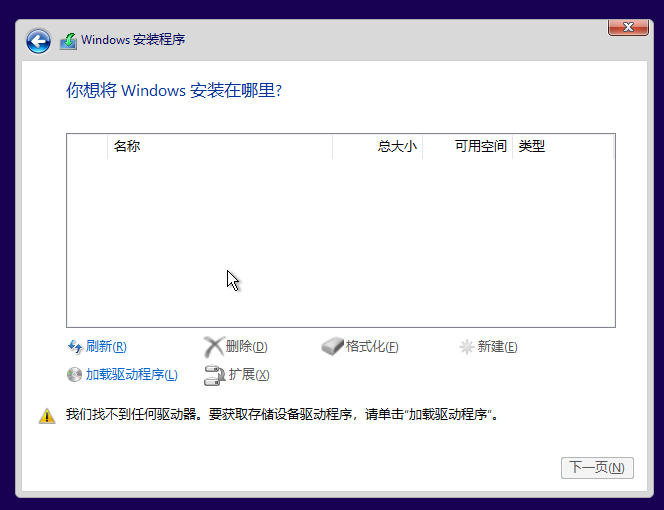 Windows 安装程序
你想将 Windows 安装在哪里?
名称 总大小 可用空间 类型
刷新(R) 删除(D) 格式化(F) 新建(E)
加载驱动程序(L) 扩展(X)
我们找不到任何驱动器。要获取存储设备驱动程序，请单击"加载驱动程序"。
下一页(N)